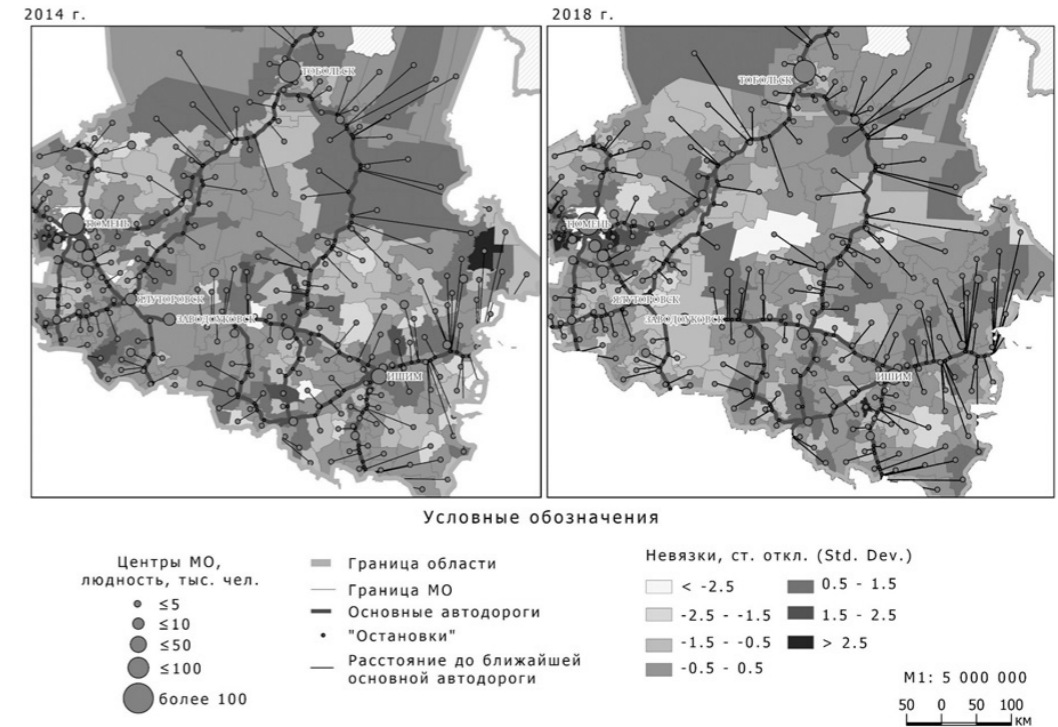 2014 г.
2018 г.
ТОБОЛЬСК
ТЮМЕНЬ
ЯЛУТОРОВСК
ЗАВОДОУКОВСК
ИШИМ
ТОБОЛЬСК
ТЮМЕНЬ
ЯЛУТОРОВСК
ЗАВОДОУКОВСК
ИШИМ
Условные обозначения
Центры МО,
людность, тыс. чел.
≤5
≤10
≤50
≤100
более 100
Граница области
Граница МО
Основные автодороги
"Остановки"
Расстояние до ближайшей
основной автодороги
Невязки, ст. откл. (Std. Dev.)
< -2.5
-2.5 - -1.5
-1.5 - -0.5
-0.5 - 0.5
0.5 - 1.5
1.5 - 2.5
> 2.5
М1: 5 000 000
50 0 50 100
км